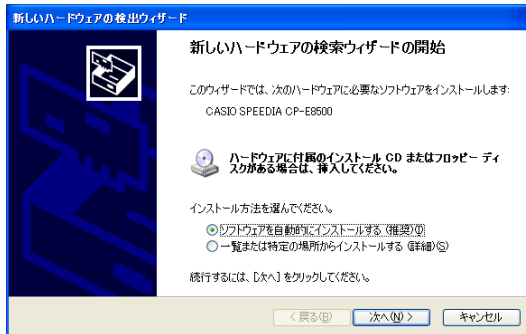 新しいハードウェアの検出ウィザード
新しいハードウェアの検索ウィザードの開始
このウィザードでは、次のハードウェアに必要なソフトウェアをインストールします:
CASIO SPEEDIA CP-E8500
ハードウェアに付属のインストール CD またはフロッピー ディ
スクがある場合は、挿入してください。
インストール方法を選んでください。
ソフトウェアを自動的にインストールする (推奨)(I)
一覧または特定の場所からインストールする (詳細)(S)
続行するには、[次へ] をクリックしてください。
< 戻る(B) 次へ(N) > キャンセル